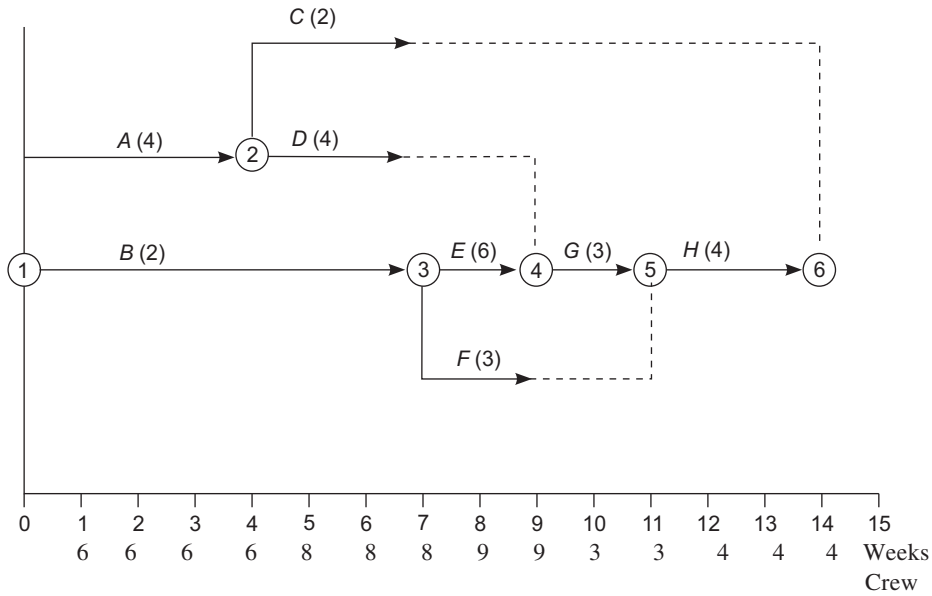 C (2)
A (4) 2 D (4)
1 B (2) 3 E (6) 4 G (3) 5 H (4) 6
F (3)
0 1 2 3 4 5 6 7 8 9 10 11 12 13 14 15
6 6 6 6 8 8 8 9 9 3 3 4 4 4 Weeks
Crew